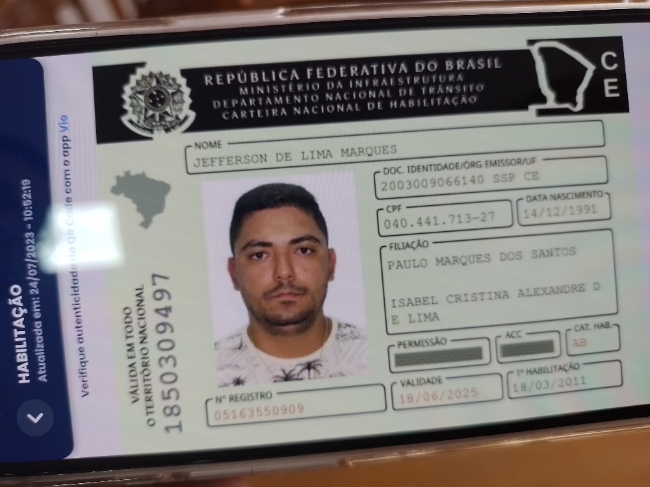 HABILITAÇÃO
Atualizada em: 24/07/2023 - 10:52:19
Verifique autenticidade do QR Code com o app Vio
REPÚBLICA FEDERATIVA DO BRASIL
MINISTÉRIO DA INFRAESTRUTURA
DEPARTAMENTO NACIONAL DE TRÂNSITO
CARTEIRA NACIONAL DE HABILITAÇÃO
CE
NOME
JEFFERSON DE LIMA MARQUES
DOC. IDENTIDADE/ÓRG EMISSOR/UF
2003009066140 SSP CE
CPF
040.441.713-27
DATA NASCIMENTO
14/12/1991
FILIAÇÃO
PAULO MARQUES DOS SANTOS
ISABEL CRISTINA ALEXANDRE D
E LIMA
PERMISSÃO
ACC
CAT. HAB.
AB
VÁLIDA EM TODO
O TERRITÓRIO NACIONAL
1850309497
Nº REGISTRO
05163550909
VALIDADE
18/06/2025
1ª HABILITAÇÃO
18/03/2011